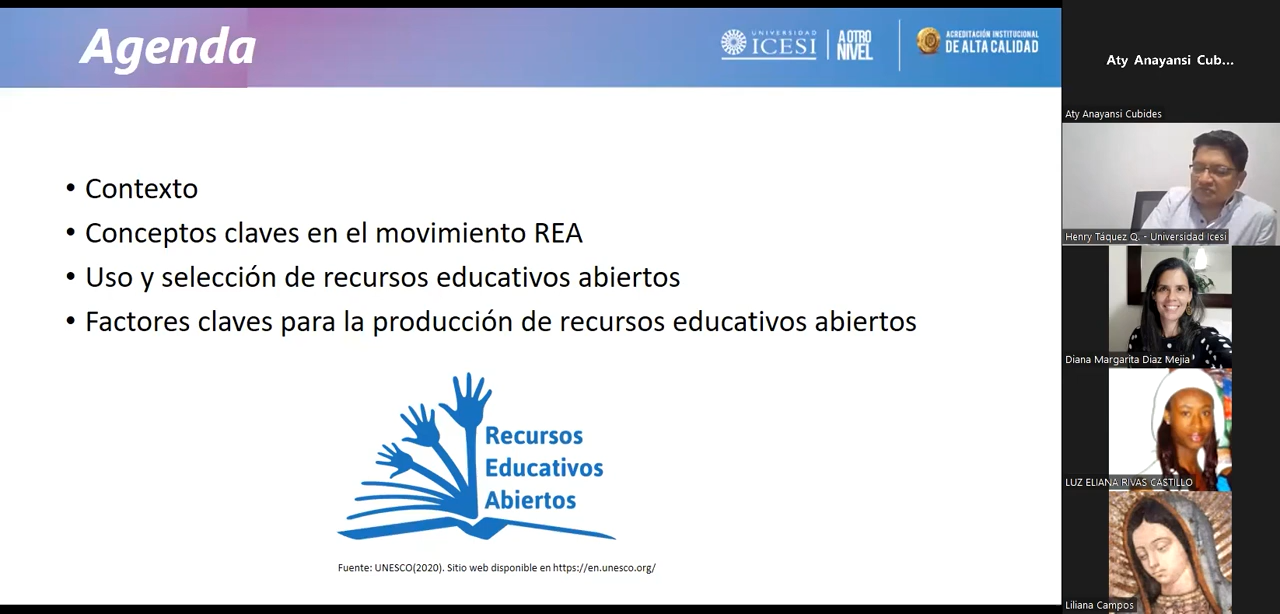 Agenda
UNIVERSIDAD
ICESI
A OTRO
NIVEL
ACREDITACIÓN INSTITUCIONAL
DE ALTA CALIDAD
• Contexto
• Conceptos claves en el movimiento REA
• Uso y selección de recursos educativos abiertos
• Factores claves para la producción de recursos educativos abiertos
Recursos
Educativos
Abiertos
Fuente: UNESCO(2020). Sitio web disponible en https://en.unesco.org/
Aty Anayansi Cub...
Aty Anayansi Cubides
Henry Táquez Q. - Universidad Icesi
Diana Margarita Diaz Mejia
LUZ ELIANA RIVAS CASTILLO
Liliana Campos